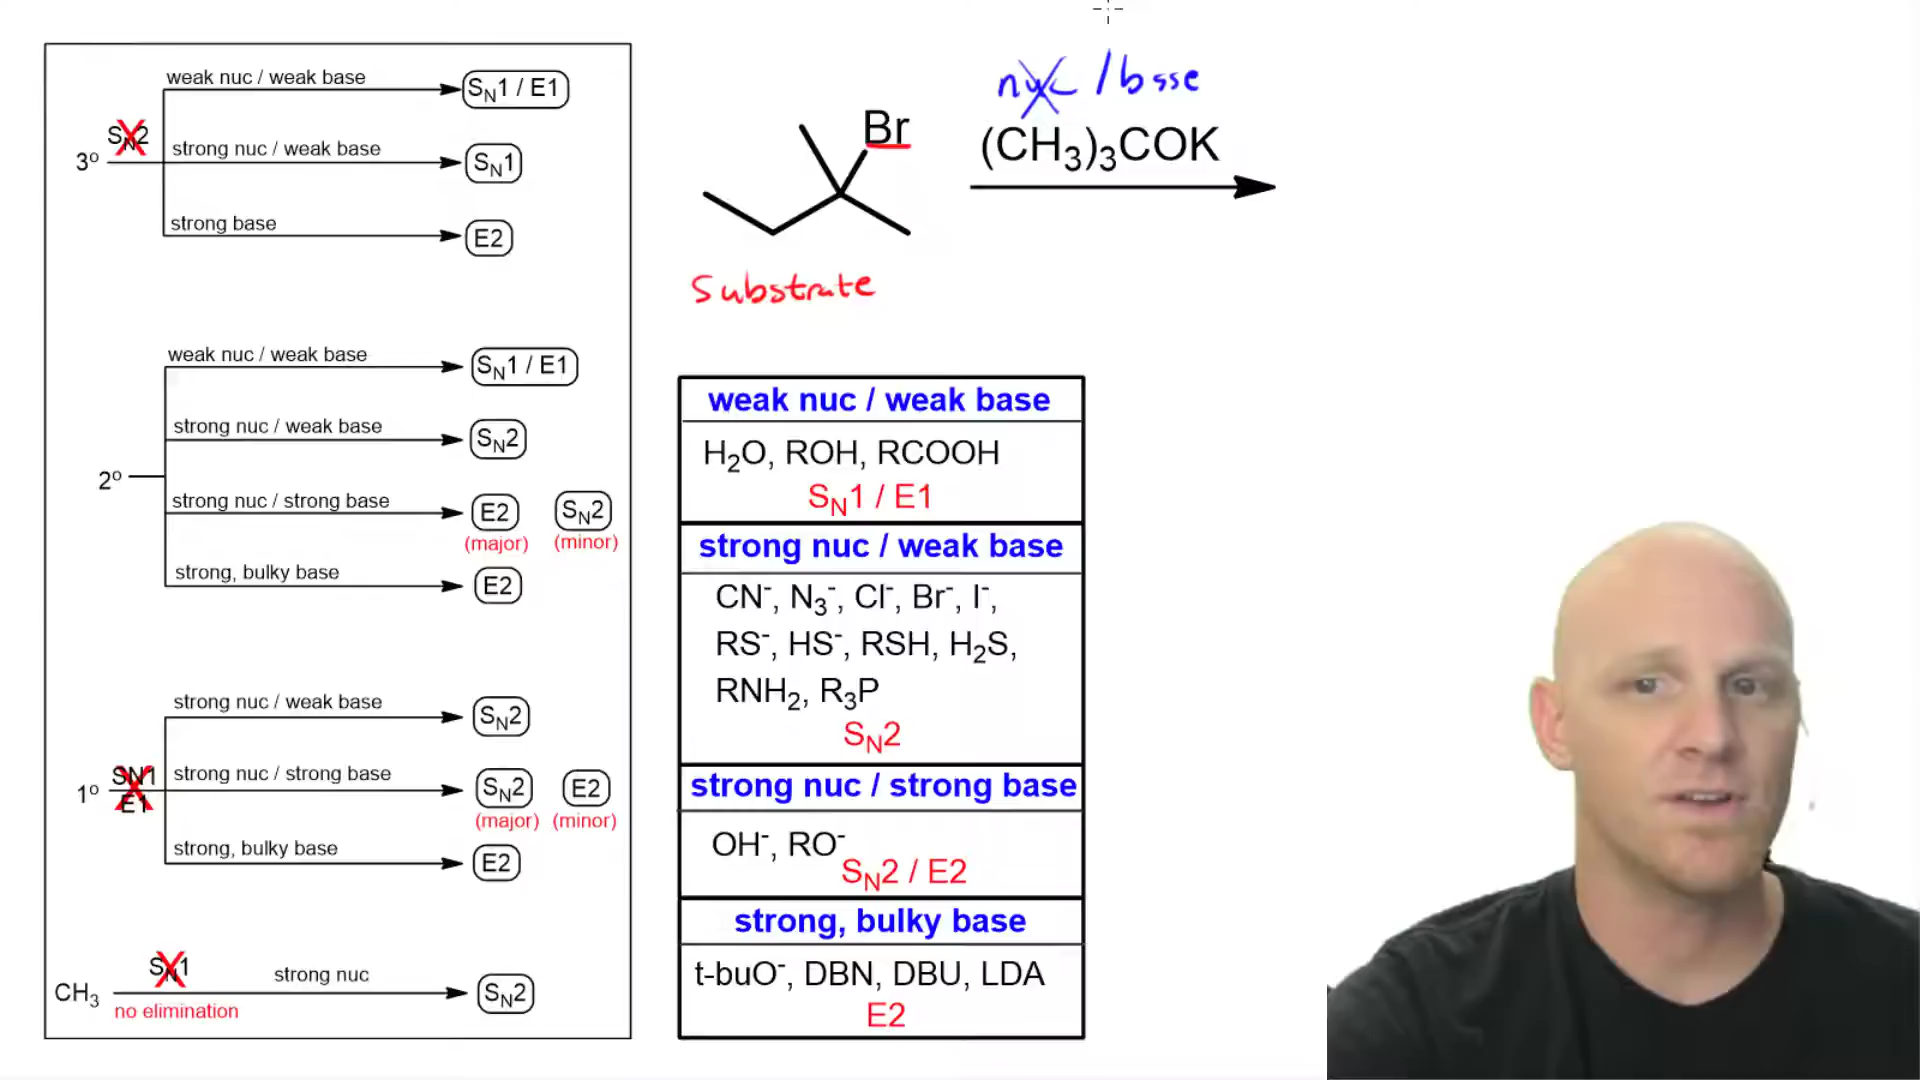 weak nuc / weak base
SN1 / E1
SN2
3º
strong nuc / weak base
SN1
strong base
E2
weak nuc / weak base
SN1 / E1
strong nuc / weak base
SN2
2º
strong nuc / strong base
E2
SN2
(major)
(minor)
strong, bulky base
E2
strong nuc / weak base
SN2
SN1
E1
1º
strong nuc / strong base
SN2
E2
(major)
(minor)
strong, bulky base
E2
SN1
strong nuc
CH3
no elimination
SN2
nuc / base
Br
(CH3)3COK
Substrate
weak nuc / weak base
H2O, ROH, RCOOH
SN1 / E1
strong nuc / weak base
CN-, N3-, Cl-, Br-, I-,
RS-, HS-, RSH, H2S,
RNH2, R3P
SN2
strong nuc / strong base
OH-, RO-
SN2 / E2
strong, bulky base
t-buO-, DBN, DBU, LDA
E2